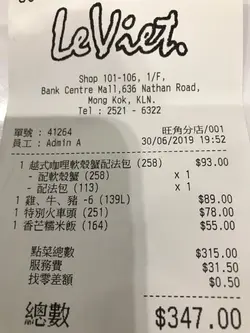 Le Viet.
Shop 101-106, 1/F,
Bank Centre Mall,636 Nathan Road,
Mong Kok, KLN.
Tel : 2521 - 6322
單號 : 41264 旺角分店/001
員工 : Admin A 30/06/2019 19:52
1 越式咖喱軟殼蟹配法包 (258) $93.00
- 配軟殼蟹 (258) x 1
- 配法包 (113) x 1
1 雞、牛、豬 -6 (139L) $89.00
1 特別火車頭 (251) $78.00
1 香芒糯米飯 (164) $55.00
點菜總數 $315.00
服務費 $31.50
找零差額 $0.50
總數 $347.00